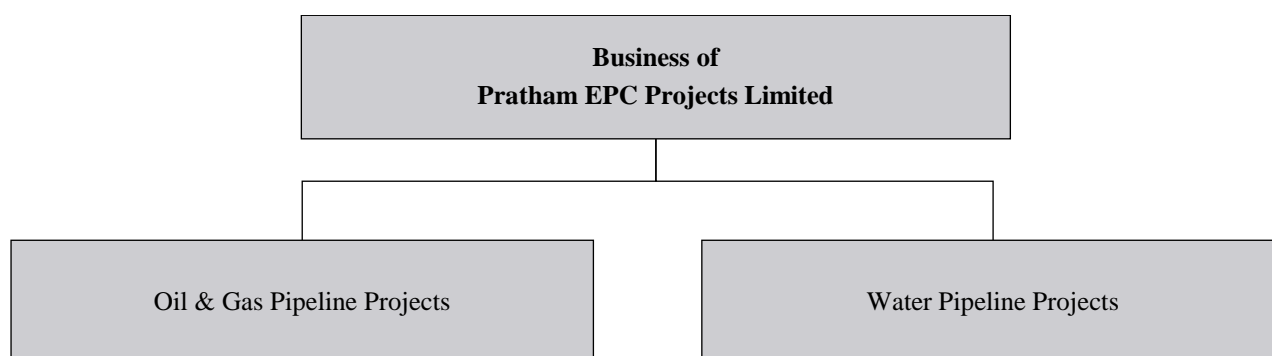 Business of
Pratham EPC Projects Limited
Oil & Gas Pipeline Projects
Water Pipeline Projects